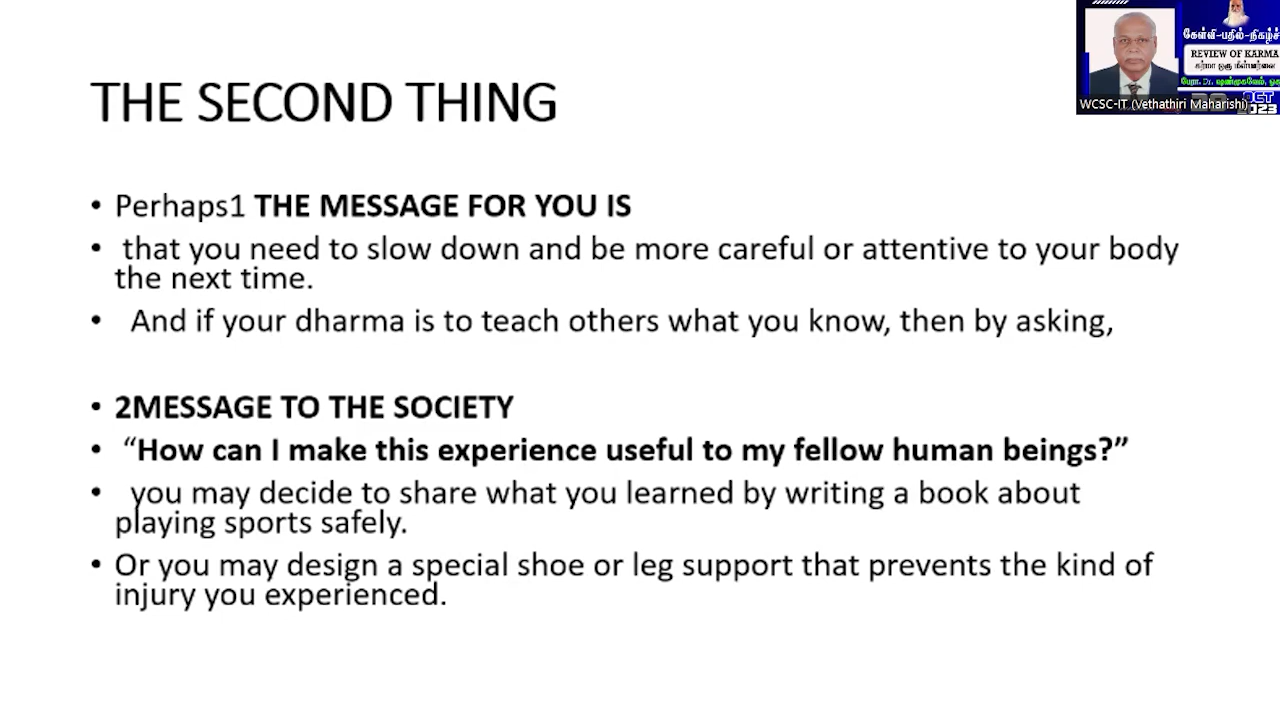 THE SECOND THING
• Perhaps1 THE MESSAGE FOR YOU IS
• that you need to slow down and be more careful or attentive to your body
the next time.
• And if your dharma is to teach others what you know, then by asking,
• 2MESSAGE TO THE SOCIETY
• “How can I make this experience useful to my fellow human beings?”
• you may decide to share what you learned by writing a book about
playing sports safely.
• Or you may design a special shoe or leg support that prevents the kind of
injury you experienced.
கேள்வி-பதில்-நிகழ்ச்
REVIEW OF KARMA
கர்மா ஒரு மீள்பார்வை
பேரா. Dr.
WCSC-IT (Vethathiri Maharishi)
OCT
2023